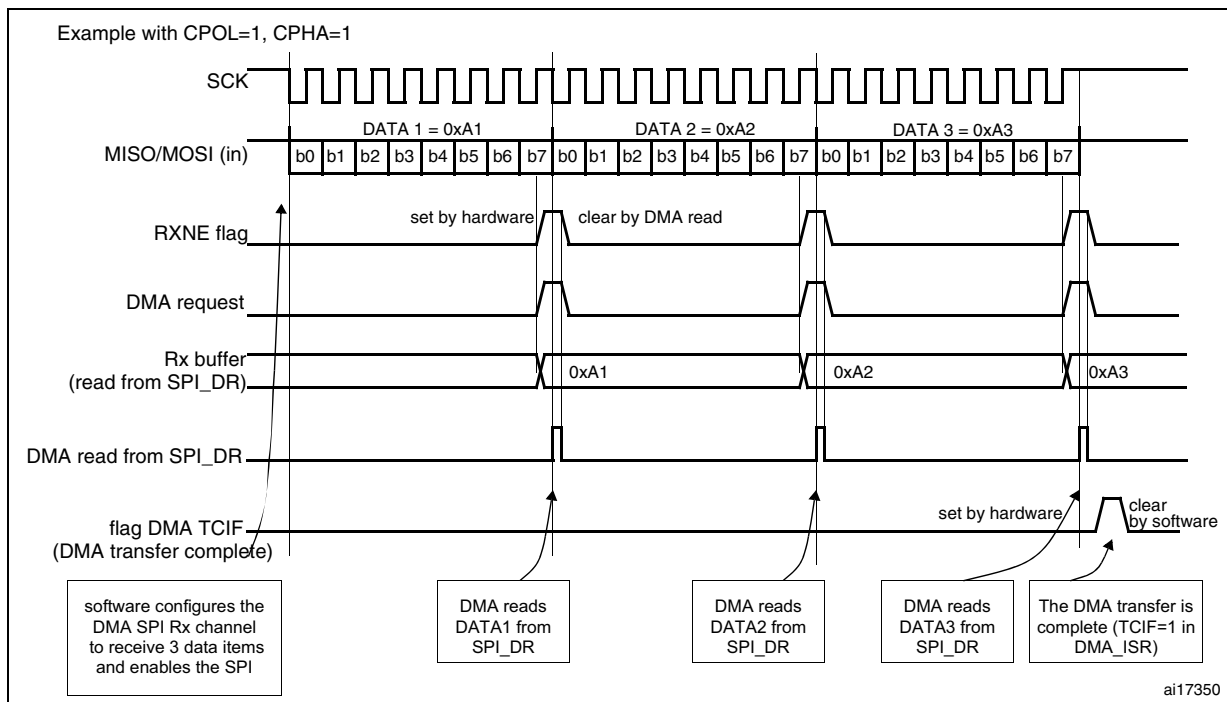 Example with CPOL=1, CPHA=1
SCK
DATA 1 = 0xA1
DATA 2 = 0xA2
DATA 3 = 0xA3
MISO/MOSI (in)
b0 b1 b2 b3 b4 b5 b6 b7 b0 b1 b2 b3 b4 b5 b6 b7 b0 b1 b2 b3 b4 b5 b6 b7
set by hardware
clear by DMA read
RXNE flag
DMA request
Rx buffer
(read from SPI_DR)
0xA1
0xA2
0xA3
DMA read from SPI_DR
flag DMA TCIF
(DMA transfer complete)
set by hardware
clear
by software
software configures the
DMA SPI Rx channel
to receive 3 data items
and enables the SPI
DMA reads
DATA1 from
SPI_DR
DMA reads
DATA2 from
SPI_DR
DMA reads
DATA3 from
SPI_DR
The DMA transfer is
complete (TCIF=1 in
DMA_ISR)
ai17350